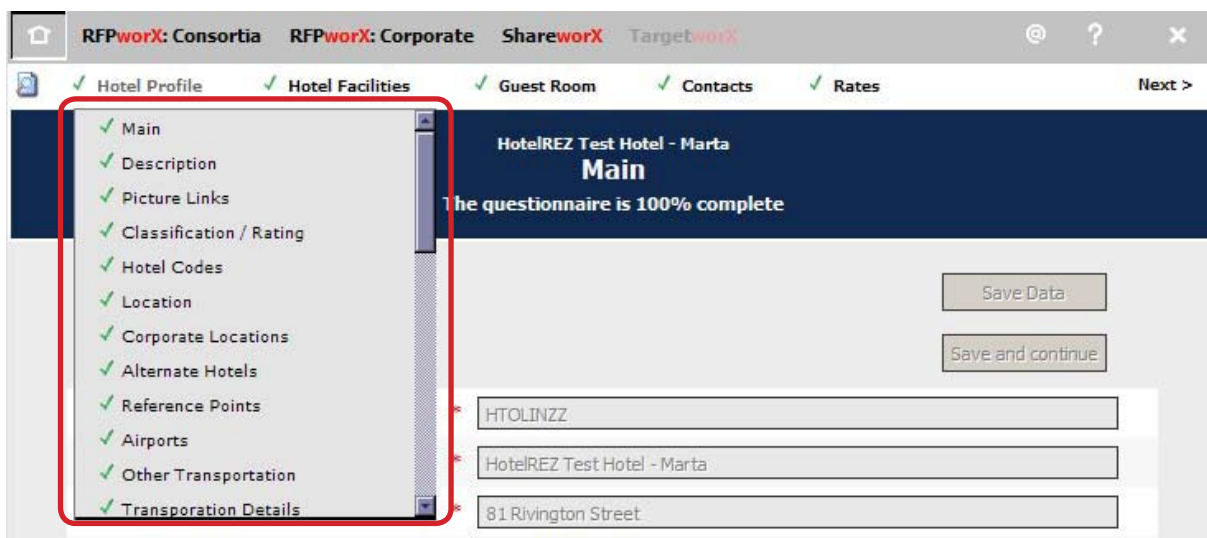 RFPworX: Consortia RFPworX: Corporate ShareworX TargetworX @ ? ×
Hotel Profile Hotel Facilities Guest Room Contacts Rates Next >
HotelREZ Test Hotel - Marta
Main
The questionnaire is 100% complete
Main
Description
Picture Links
Classification / Rating
Hotel Codes
Location
Corporate Locations
Alternate Hotels
Reference Points
Airports
Other Transportation
Transporation Details
Save Data
Save and continue
* HTOLINZZ
* HotelREZ Test Hotel - Marta
* 81 Rivington Street